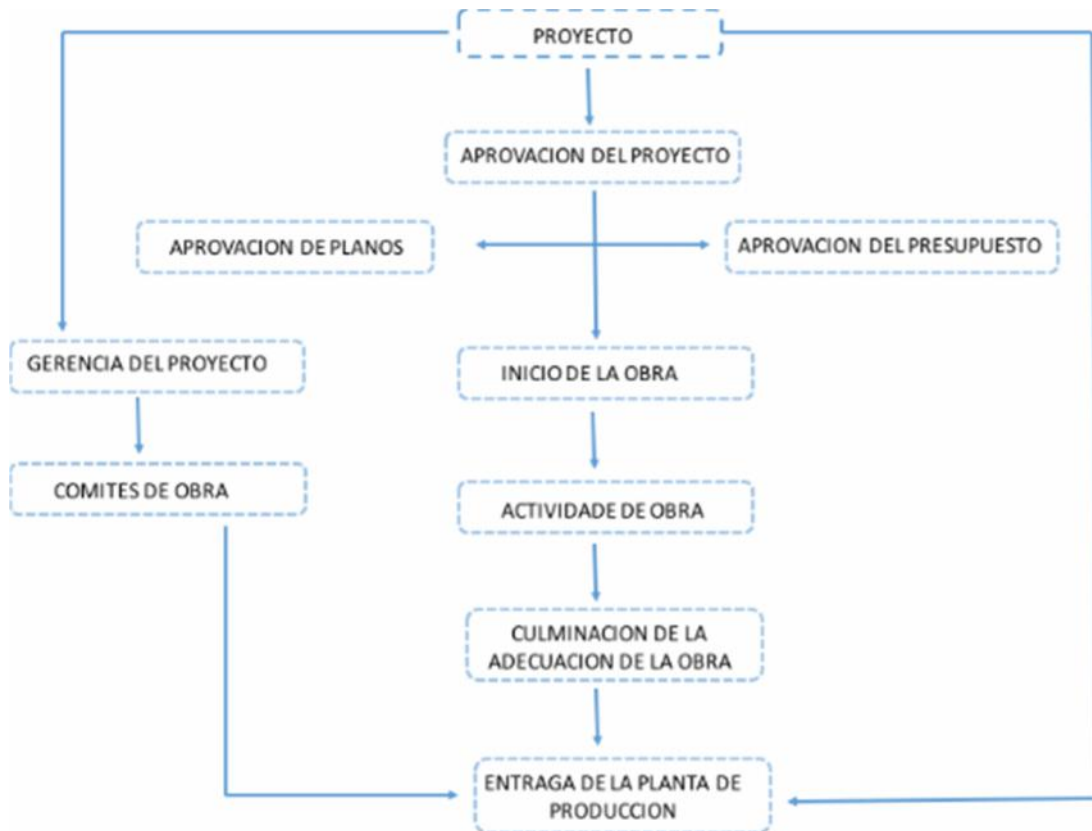 PROYECTO
APROVACION DEL PROYECTO
APROVACION DE PLANOS
APROVACION DEL PRESUPUESTO
GERENCIA DEL PROYECTO
INICIO DE LA OBRA
COMITES DE OBRA
ACTIVIDADE DE OBRA
CULMINACION DE LA
ADECUACION DE LA OBRA
ENTRAGA DE LA PLANTA DE
PRODUCCION